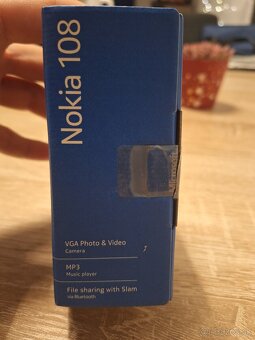 Nokia 108
VGA Photo & Video
Camera
MP3
Music player
File sharing with Slam
via Bluetooth